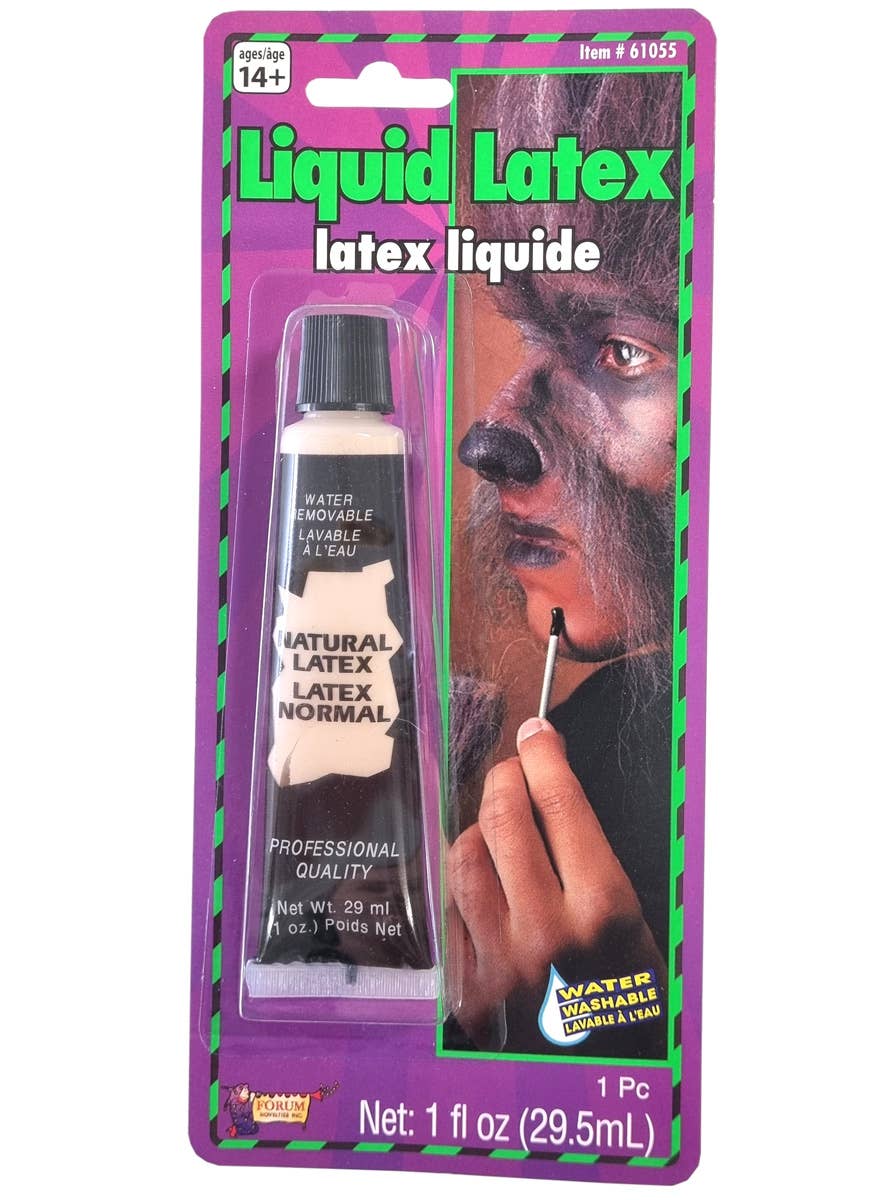 ages/âge
14+
Item # 61055
Liquid Latex
latex liquide
WATER
REMOVABLE
LAVABLE
À L'EAU
NATURAL
LATEX
LATEX
NORMAL
PROFESSIONAL
QUALITY
Net Wt. 29 ml
(1 oz.) Poids Net
WATER
WASHABLE
LAVABLE À L'EAU
FORUM
NOVELTIES INC.
1 Pc
Net: 1 fl oz (29.5mL)